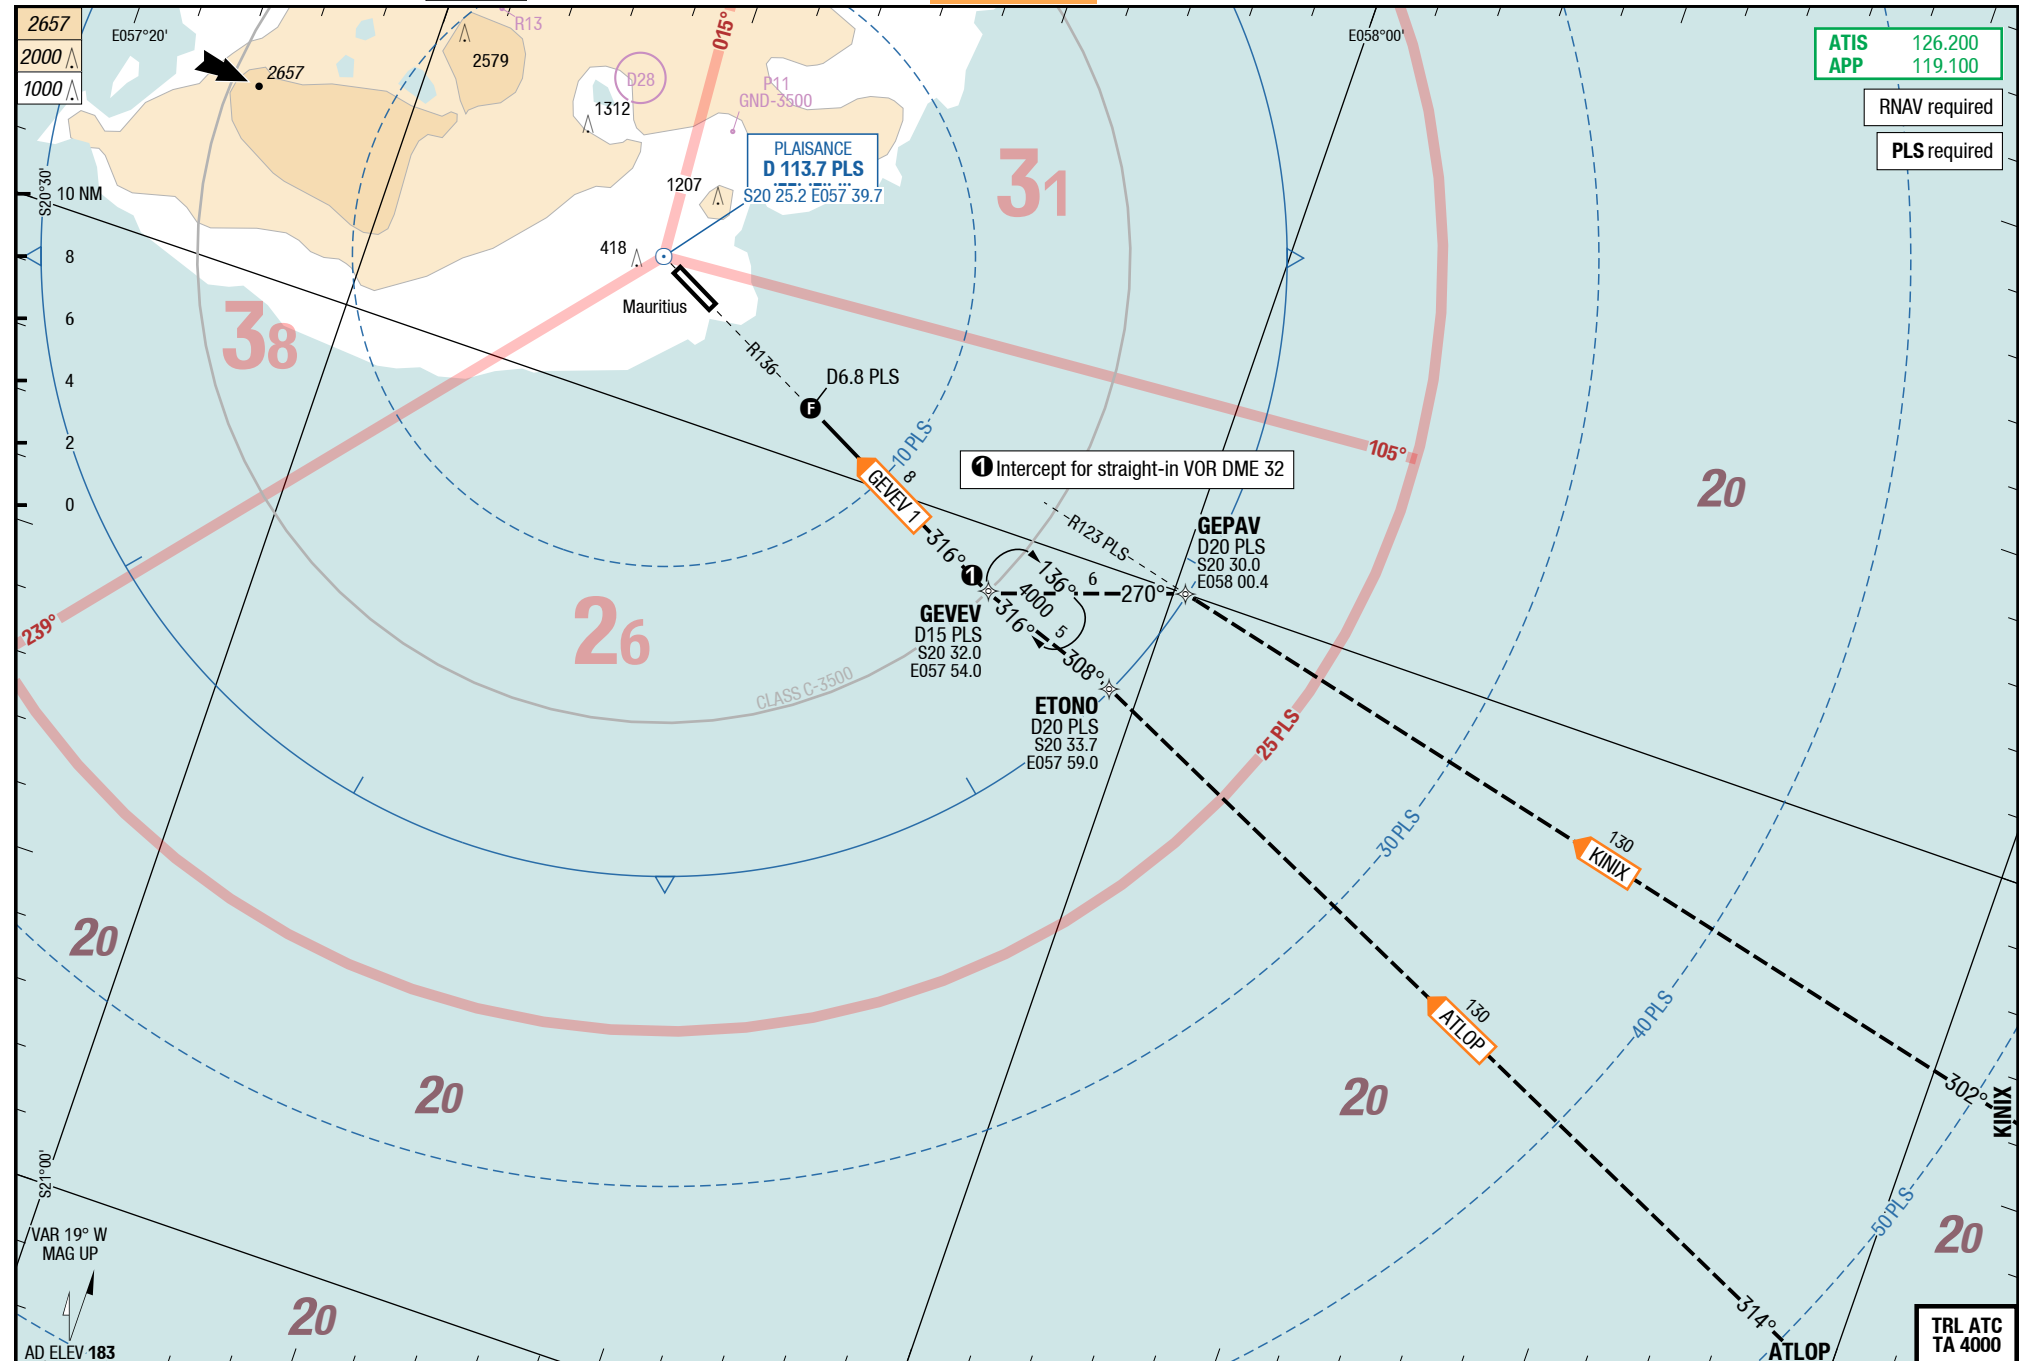 2657
2000
1000
E057°20'
2657
2579
R13
015°
D28
1312
P11
GND-3500
E058°00'
ATIS 126.200
APP 119.100
RNAV required
PLS required
PLAISANCE
D 113.7 PLS
S20 25.2 E057 39.7
1207
418
Mauritius
31
38
26
S20°30'
10 NM
8
6
4
2
0
R136
D6.8 PLS
F
10 PLS
105°
1 Intercept for straight-in VOR DME 32
GEVEV 1
8
316°
R123 PLS
GEPAV
D20 PLS
S20 30.0
E058 00.4
20
1
136°
6
270°
4000
316°
5
308°
GEVEV
D15 PLS
S20 32.0
E057 54.0
239°
CLASS C-3500
ETONO
D20 PLS
S20 33.7
E057 59.0
25 PLS
30 PLS
130
KINIX
20
130
ATLOP
40 PLS
20
20
302°
KINIX
S21°00'
50 PLS
20
VAR 19° W
MAG UP
20
314°
ATLOP
TRL ATC
TA 4000
AD ELEV 183